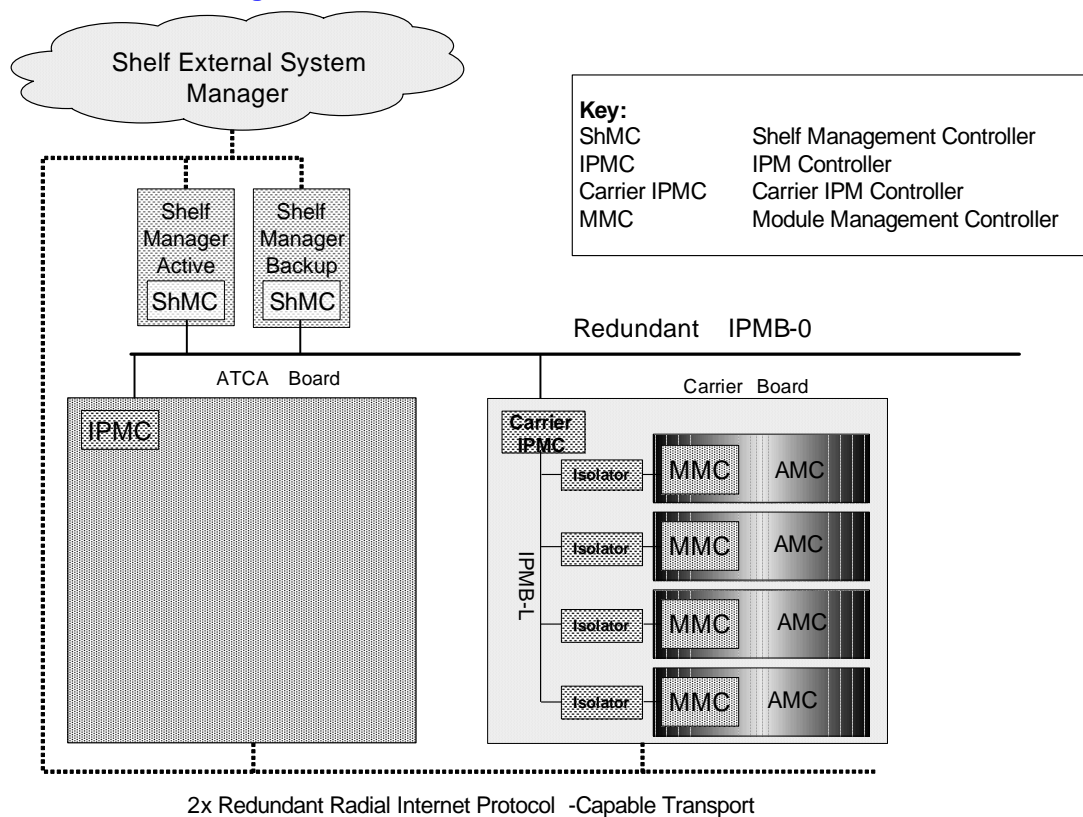 Shelf External System
Manager
Key:
ShMC Shelf Management Controller
IPMC IPM Controller
Carrier IPMC Carrier IPM Controller
MMC Module Management Controller
Shelf
Manager
Active
ShMC
Shelf
Manager
Backup
ShMC
Redundant IPMB-0
ATCA Board
Carrier Board
IPMC
Carrier
IPMC
Isolator
MMC AMC
Isolator
MMC AMC
IPMB-L
Isolator
MMC AMC
Isolator
MMC AMC
2x Redundant Radial Internet Protocol -Capable Transport